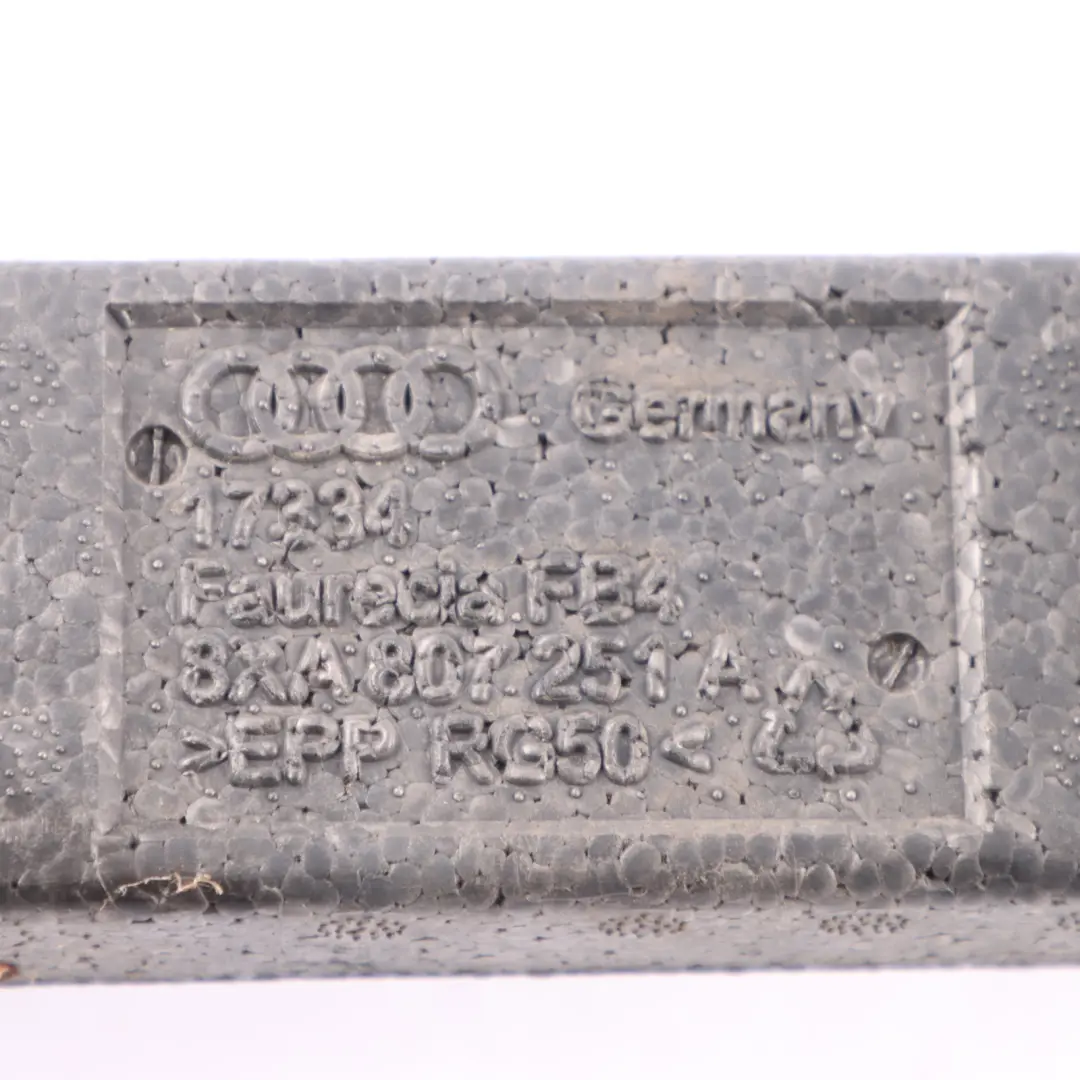 Germany
17334
Faurecia FB4
8XA 807 251 A
>EPP RG50<